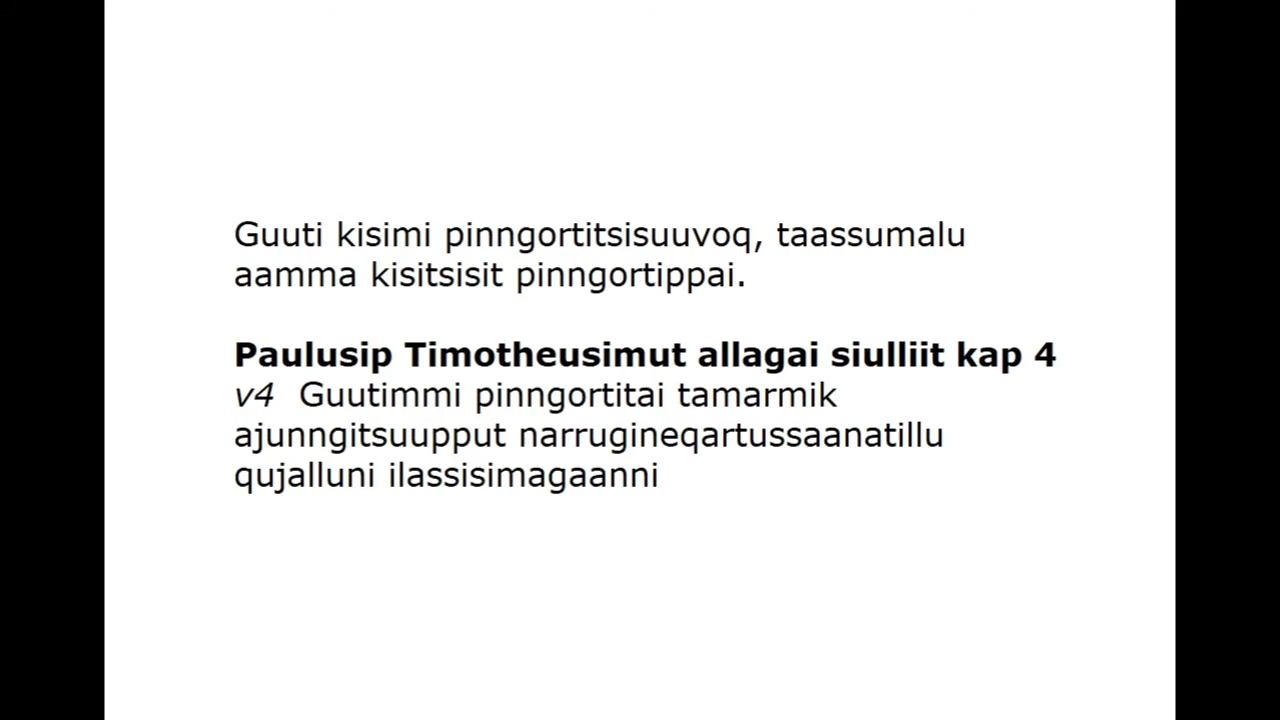 Guuti kisimi pinngortitsisuuvoq, taassumalu
aamma kisitsisit pinngortippai.
Paulusip Timotheusimut allagai siulliit kap 4
v4 Guutimmi pinngortitai tamarmik
ajunngitsuupput narrugineqartussaanatillu
qujalluni ilassisimagaanni